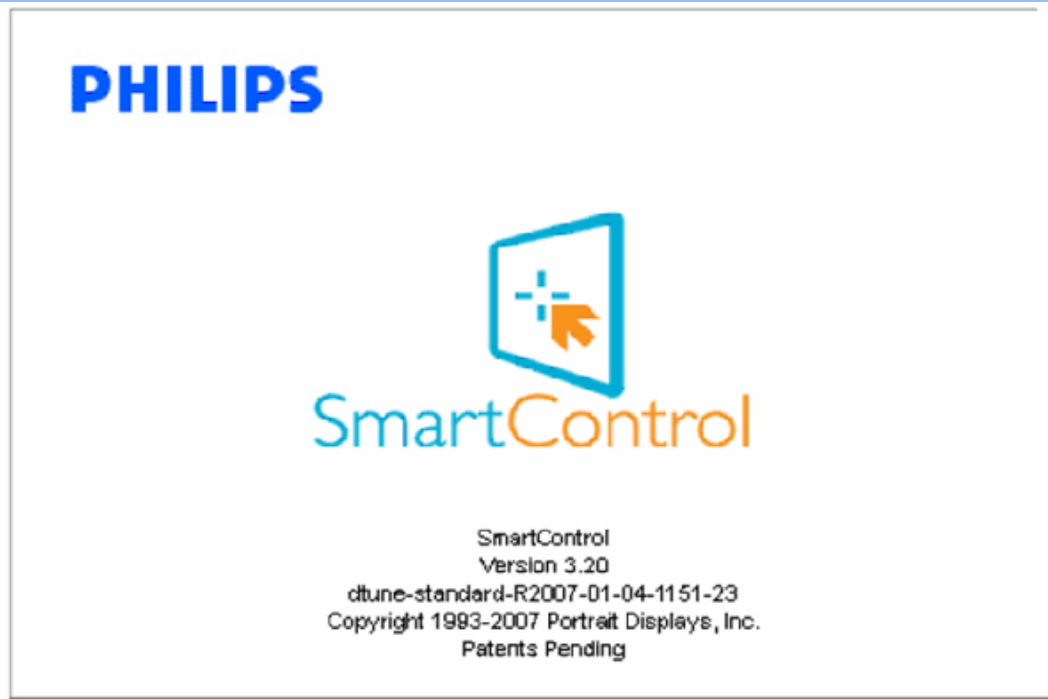 PHILIPS
SmartControl
SmartControl
Version 3.20
dtune-standard-R2007-01-04-1151-23
Copyright 1993-2007 Portrait Displays, Inc.
Patents Pending